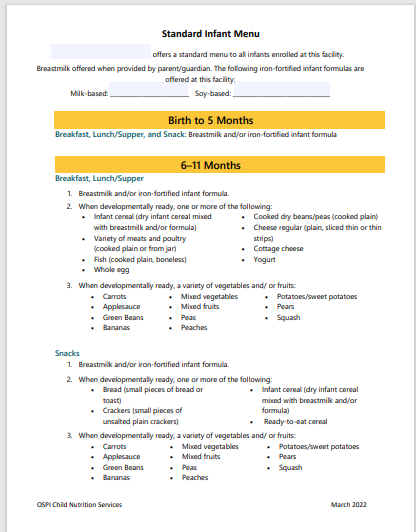 Standard Infant Menu
offers a standard menu to all infants enrolled at this facility.
Breastmilk offered when provided by parent/guardian. The following iron-fortified infant formulas are
offered at this facility:
Milk-based: ____________________ Soy-based: ____________________
Birth to 5 Months
Breakfast, Lunch/Supper, and Snack: Breastmilk and/or iron-fortified infant formula
6–11 Months
Breakfast, Lunch/Supper
1. Breastmilk and/or iron-fortified infant formula.
2. When developmentally ready, one or more of the following:
• Infant cereal (dry infant cereal mixed
with breastmilk and/or formula)
• Variety of meats and poultry
(cooked plain or from jar)
• Fish (cooked plain, boneless)
• Whole egg
• Cooked dry beans/peas (cooked plain)
• Cheese regular (plain, sliced thin or thin
strips)
• Cottage cheese
• Yogurt
3. When developmentally ready, a variety of vegetables and/ or fruits:
• Carrots
• Applesauce
• Green Beans
• Bananas
• Mixed vegetables
• Mixed fruits
• Peas
• Peaches
• Potatoes/sweet potatoes
• Pears
• Squash
Snacks
1. Breastmilk and/or iron-fortified infant formula.
2. When developmentally ready, one or more of the following:
• Bread (small pieces of bread or
toast)
• Crackers (small pieces of
unsalted plain crackers)
• Infant cereal (dry infant cereal
mixed with breastmilk and/or
formula)
• Ready-to-eat cereal
3. When developmentally ready, a variety of vegetables and/ or fruits:
• Carrots
• Applesauce
• Green Beans
• Bananas
• Mixed vegetables
• Mixed fruits
• Peas
• Peaches
• Potatoes/sweet potatoes
• Pears
• Squash
OSPI Child Nutrition Services
March 2022